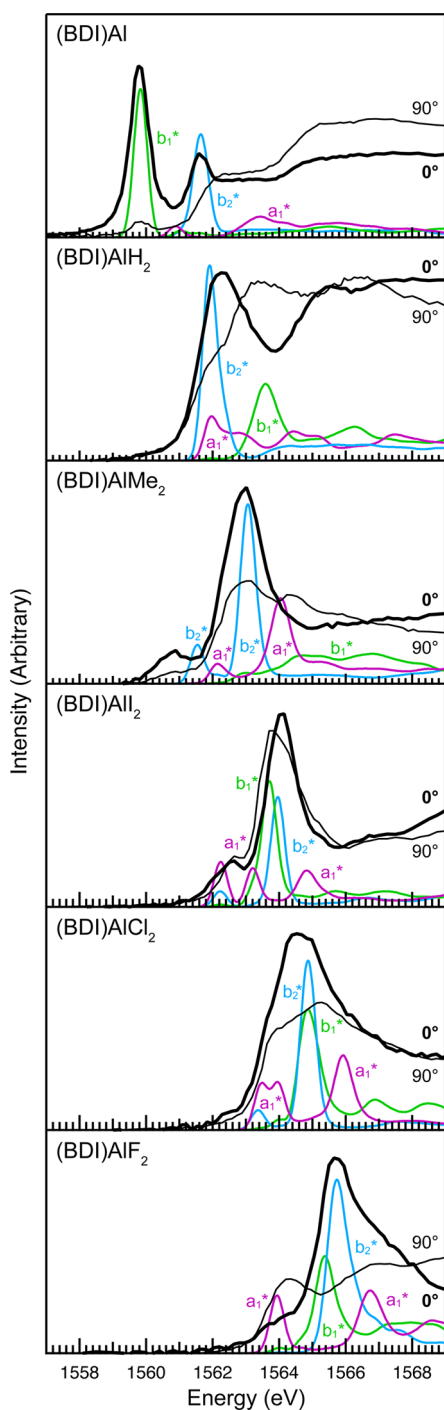 (BDI)Al
90°
b₁*
0°
b₂*
a₁*
(BDI)AlH₂
0°
90°
b₂*
b₁*
a₁*
(BDI)AlMe₂
0°
b₂*
b₁*
a₁*
b₂*
a₁*
90°
(BDI)AlI₂
0°
b₁*
b₂*
a₁*
a₁*
90°
(BDI)AlCl₂
b₂*
b₁*
0°
a₁*
90°
a₁*
(BDI)AlF₂
90°
b₂*
a₁*
a₁*
0°
b₁*
1558 1560 1562 1564 1566 1568
Energy (eV)
Intensity (Arbitrary)